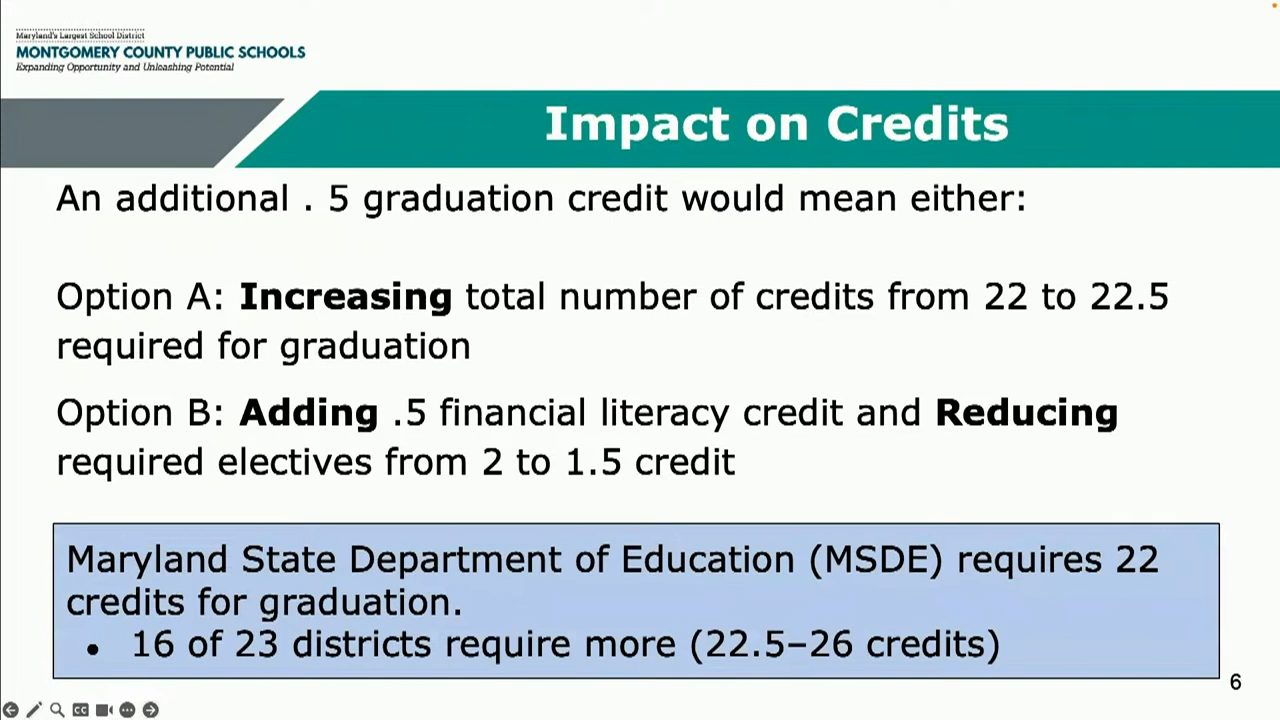 Maryland's Largest School District
MONTGOMERY COUNTY PUBLIC SCHOOLS
Expanding Opportunity and Unleashing Potential
Impact on Credits
An additional . 5 graduation credit would mean either:
Option A: Increasing total number of credits from 22 to 22.5
required for graduation
Option B: Adding .5 financial literacy credit and Reducing
required electives from 2 to 1.5 credit
Maryland State Department of Education (MSDE) requires 22
credits for graduation.
• 16 of 23 districts require more (22.5–26 credits)
6
CC